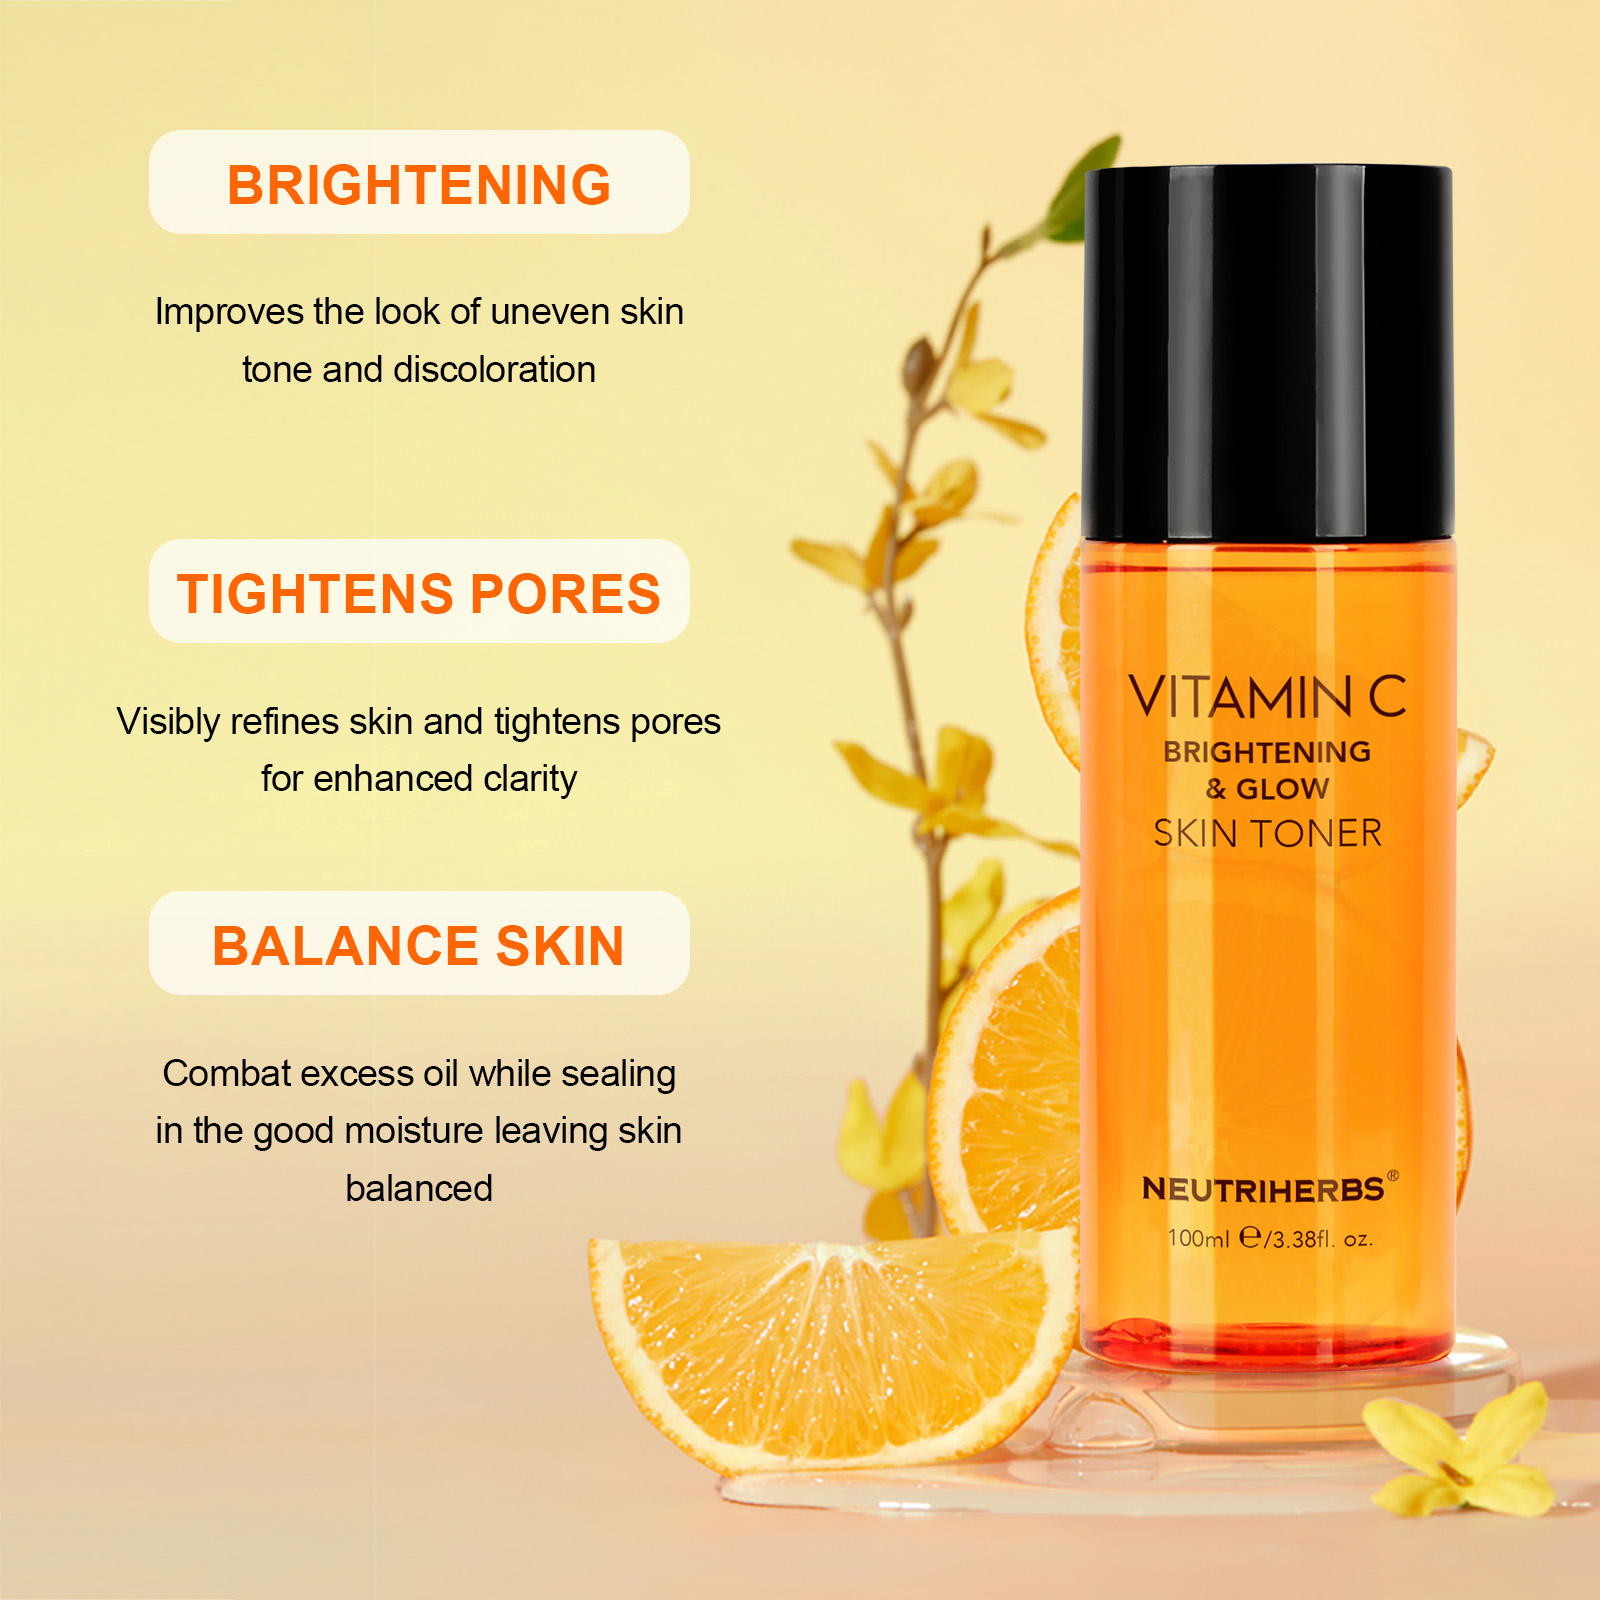 BRIGHTENING
Improves the look of uneven skin
tone and discoloration
TIGHTENS PORES
Visibly refines skin and tightens pores
for enhanced clarity
BALANCE SKIN
Combat excess oil while sealing
in the good moisture leaving skin
balanced
VITAMIN C
BRIGHTENING
& GLOW
SKIN TONER
NEUTRIHERBS®
100ml ℮/3.38fl. oz.